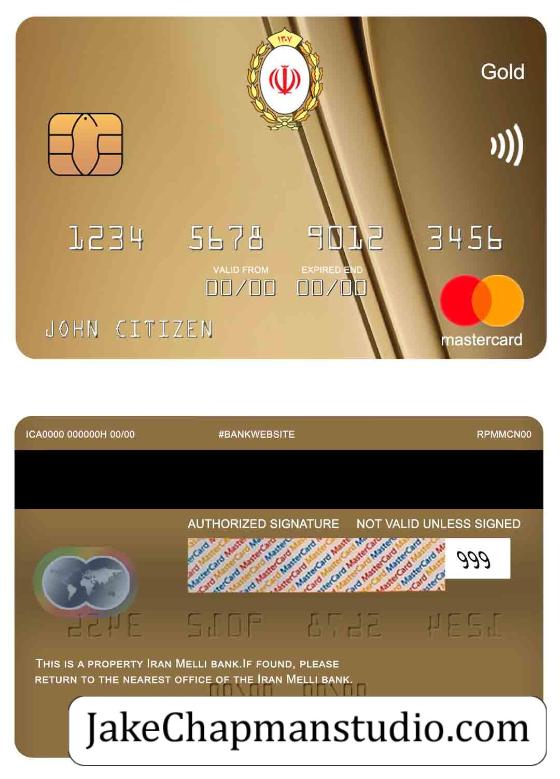 ۱۳۰۷
Gold
1234 5678 9012 3456
VALID FROM EXPIRED END
00/00 00/00
JOHN CITIZEN
mastercard
ICA0000 000000H 00/00 #BANKWEBSITE RPMMCN00
AUTHORIZED SIGNATURE NOT VALID UNLESS SIGNED
MasterCard MasterCard MasterCard
999
THIS IS A PROPERTY IRAN MELLI BANK.IF FOUND, PLEASE
RETURN TO THE NEAREST OFFICE OF THE IRAN MELLI BANK.
JakeChapmanstudio.com